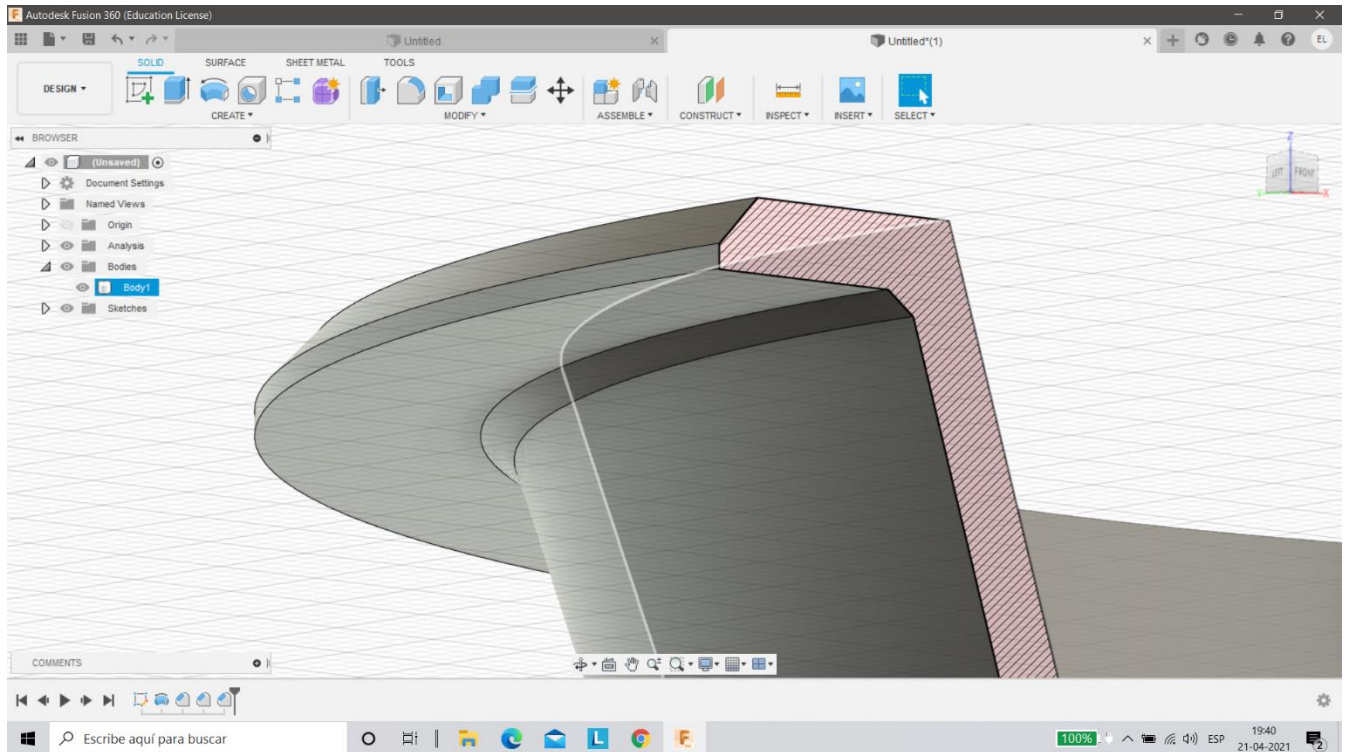 Autodesk Fusion 360 (Education License)
Untitled
Untitled*(1)
EL
SOLID SURFACE SHEET METAL TOOLS
DESIGN
CREATE MODIFY ASSEMBLE CONSTRUCT INSPECT INSERT SELECT
BROWSER
(Unsaved)
Document Settings
Named Views
Origin
Analysis
Bodies
Body1
Sketches
Z
LEFT FRONT
Y X
COMMENTS
Escribe aquí para buscar
L
F
100%
ESP
19:40
21-04-2021
2